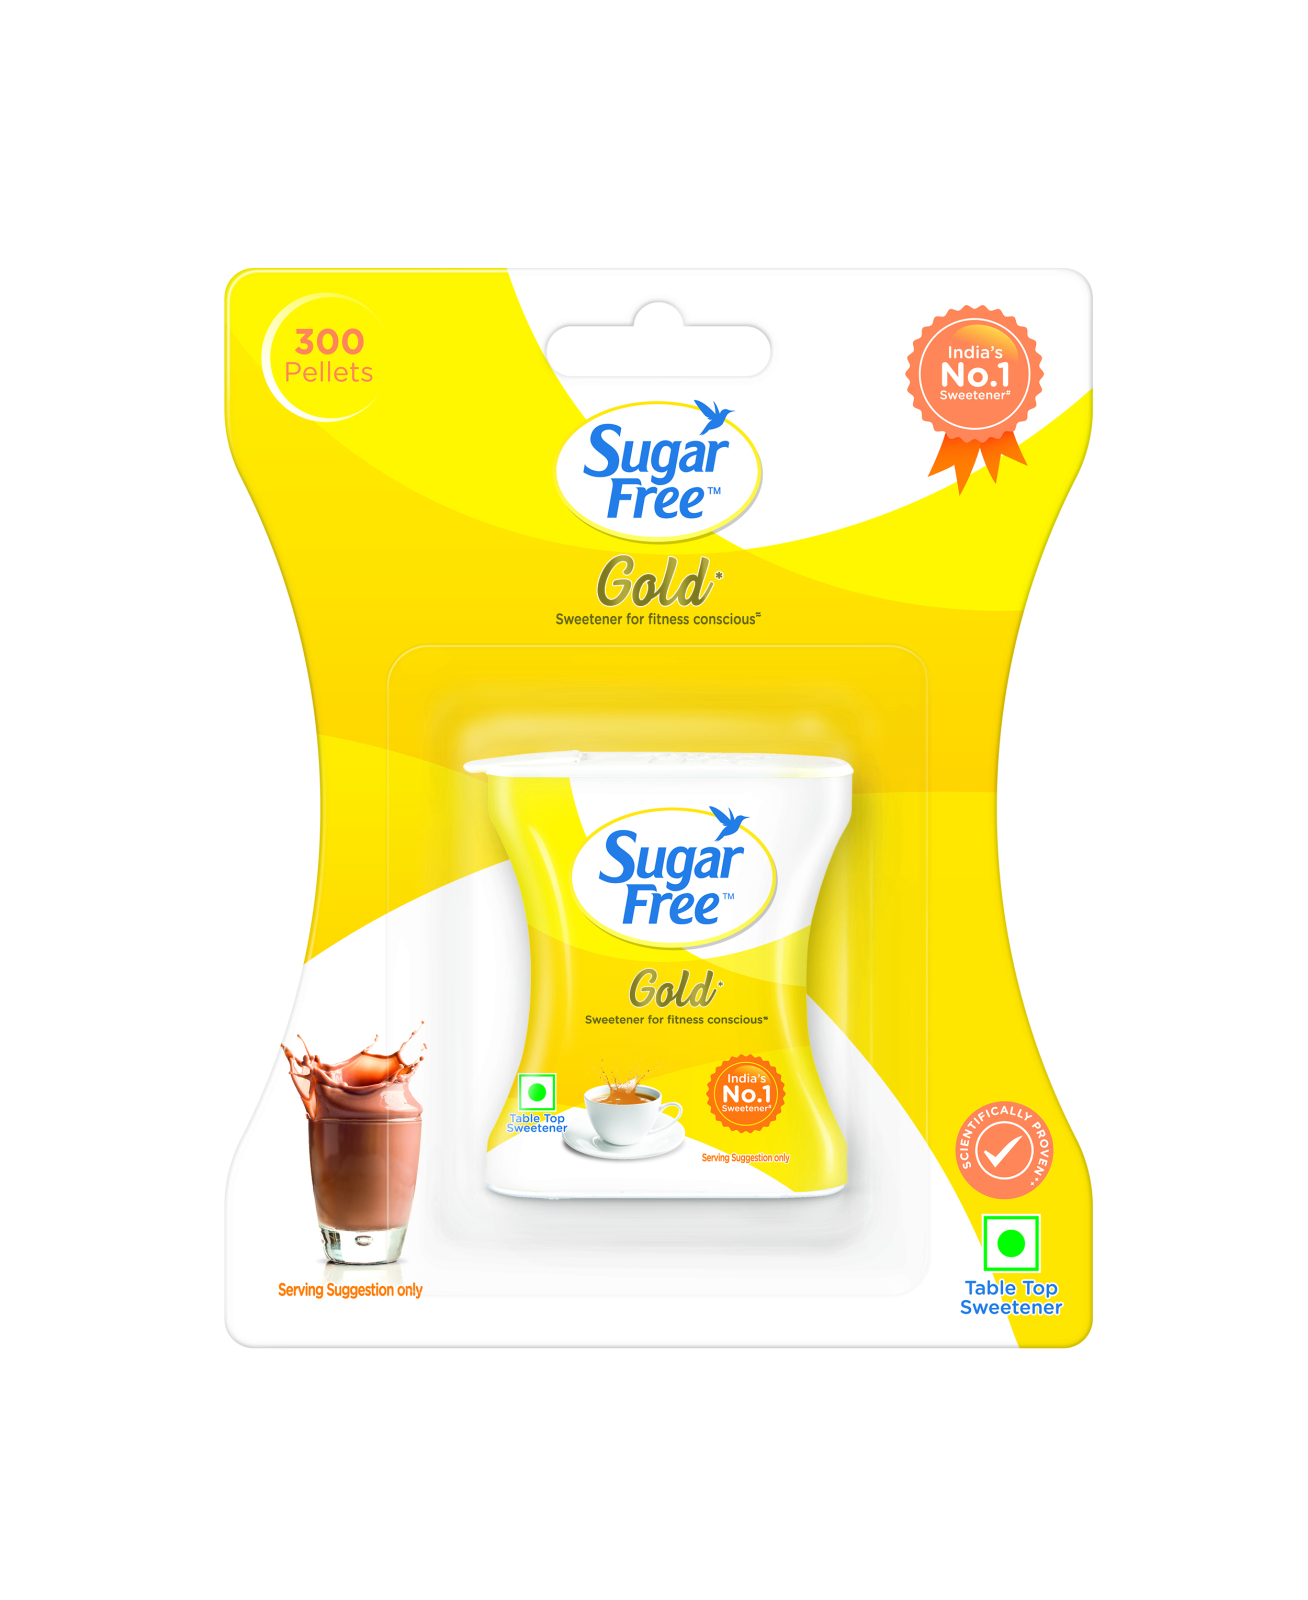 300
Pellets
India's
No.1
Sweetener#
Sugar
Free™
Gold*
Sweetener for fitness conscious≈
Sugar
Free™
Gold*
Sweetener for fitness conscious≈
India's
No.1
Sweetener#
Table Top
Sweetener
Serving Suggestion only
SCIENTIFICALLY PROVEN++
Serving Suggestion only
Table Top
Sweetener